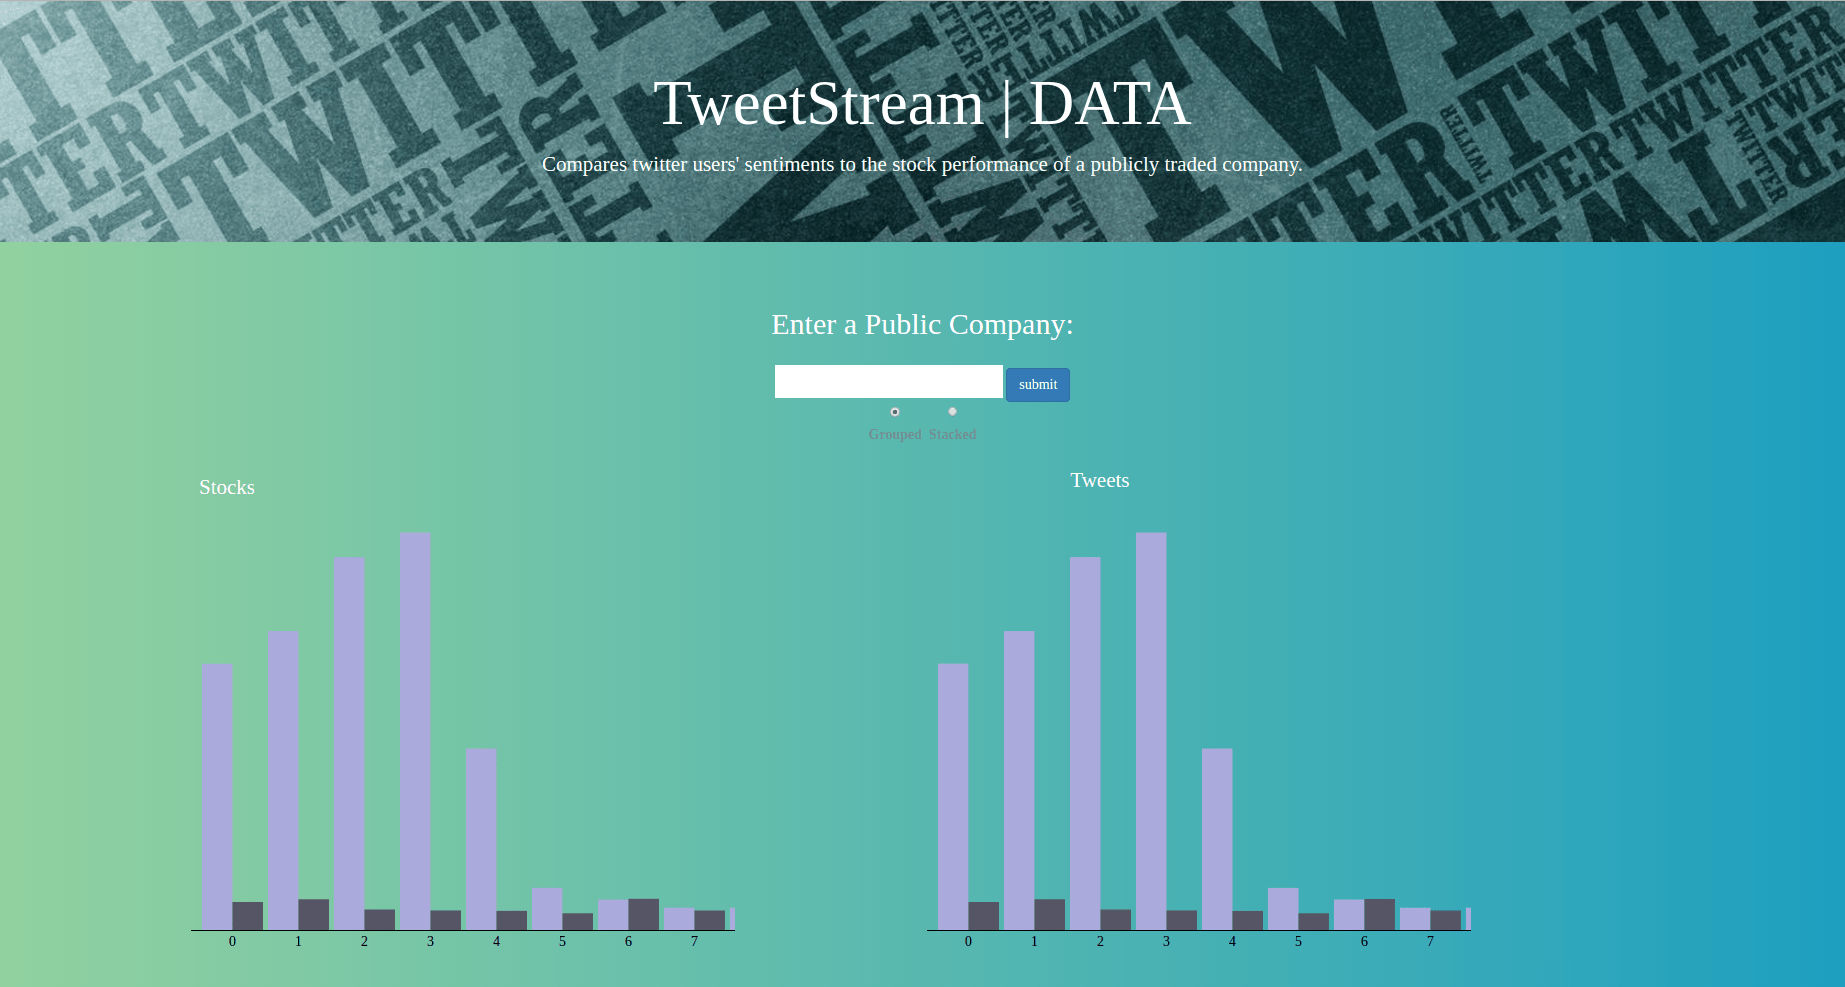 TweetStream | DATA
Compares twitter users' sentiments to the stock performance of a publicly traded company.
Enter a Public Company:
submit
Grouped Stacked
Stocks
Tweets
0 1 2 3 4 5 6 7
0 1 2 3 4 5 6 7